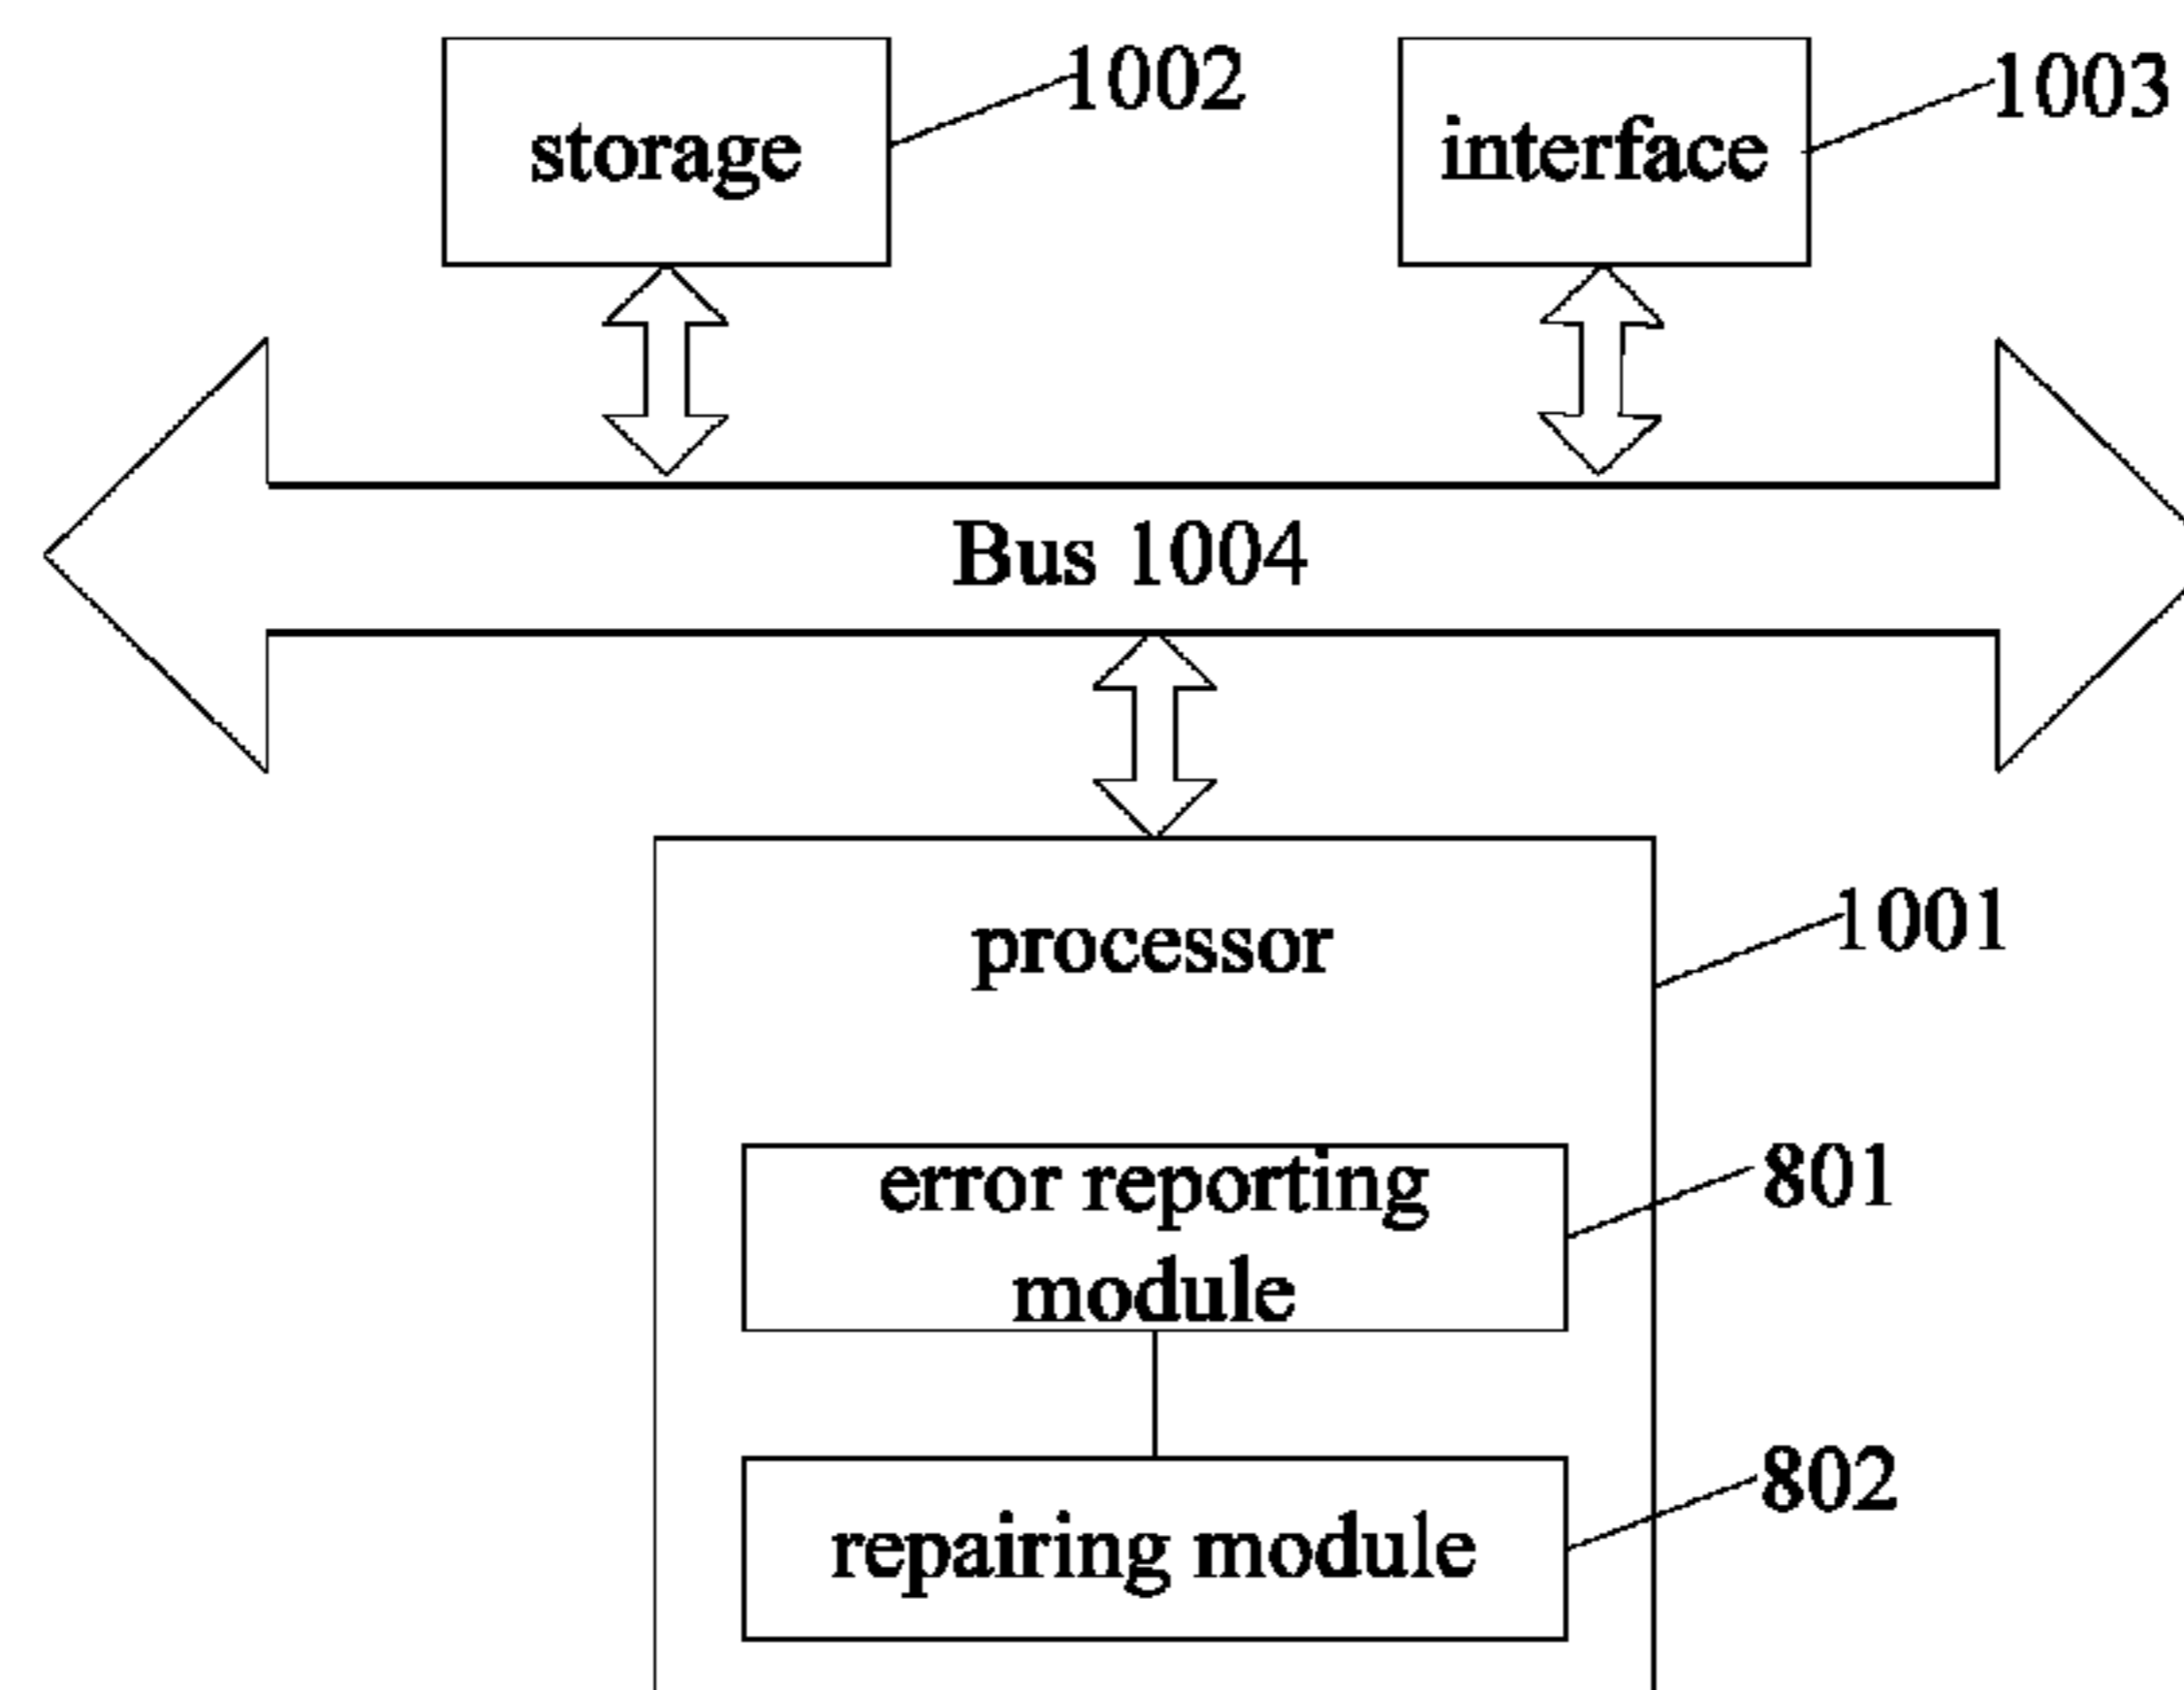 1002
1003
storage
interface
Bus 1004
processor
1001
error reporting
module
801
repairing module
802